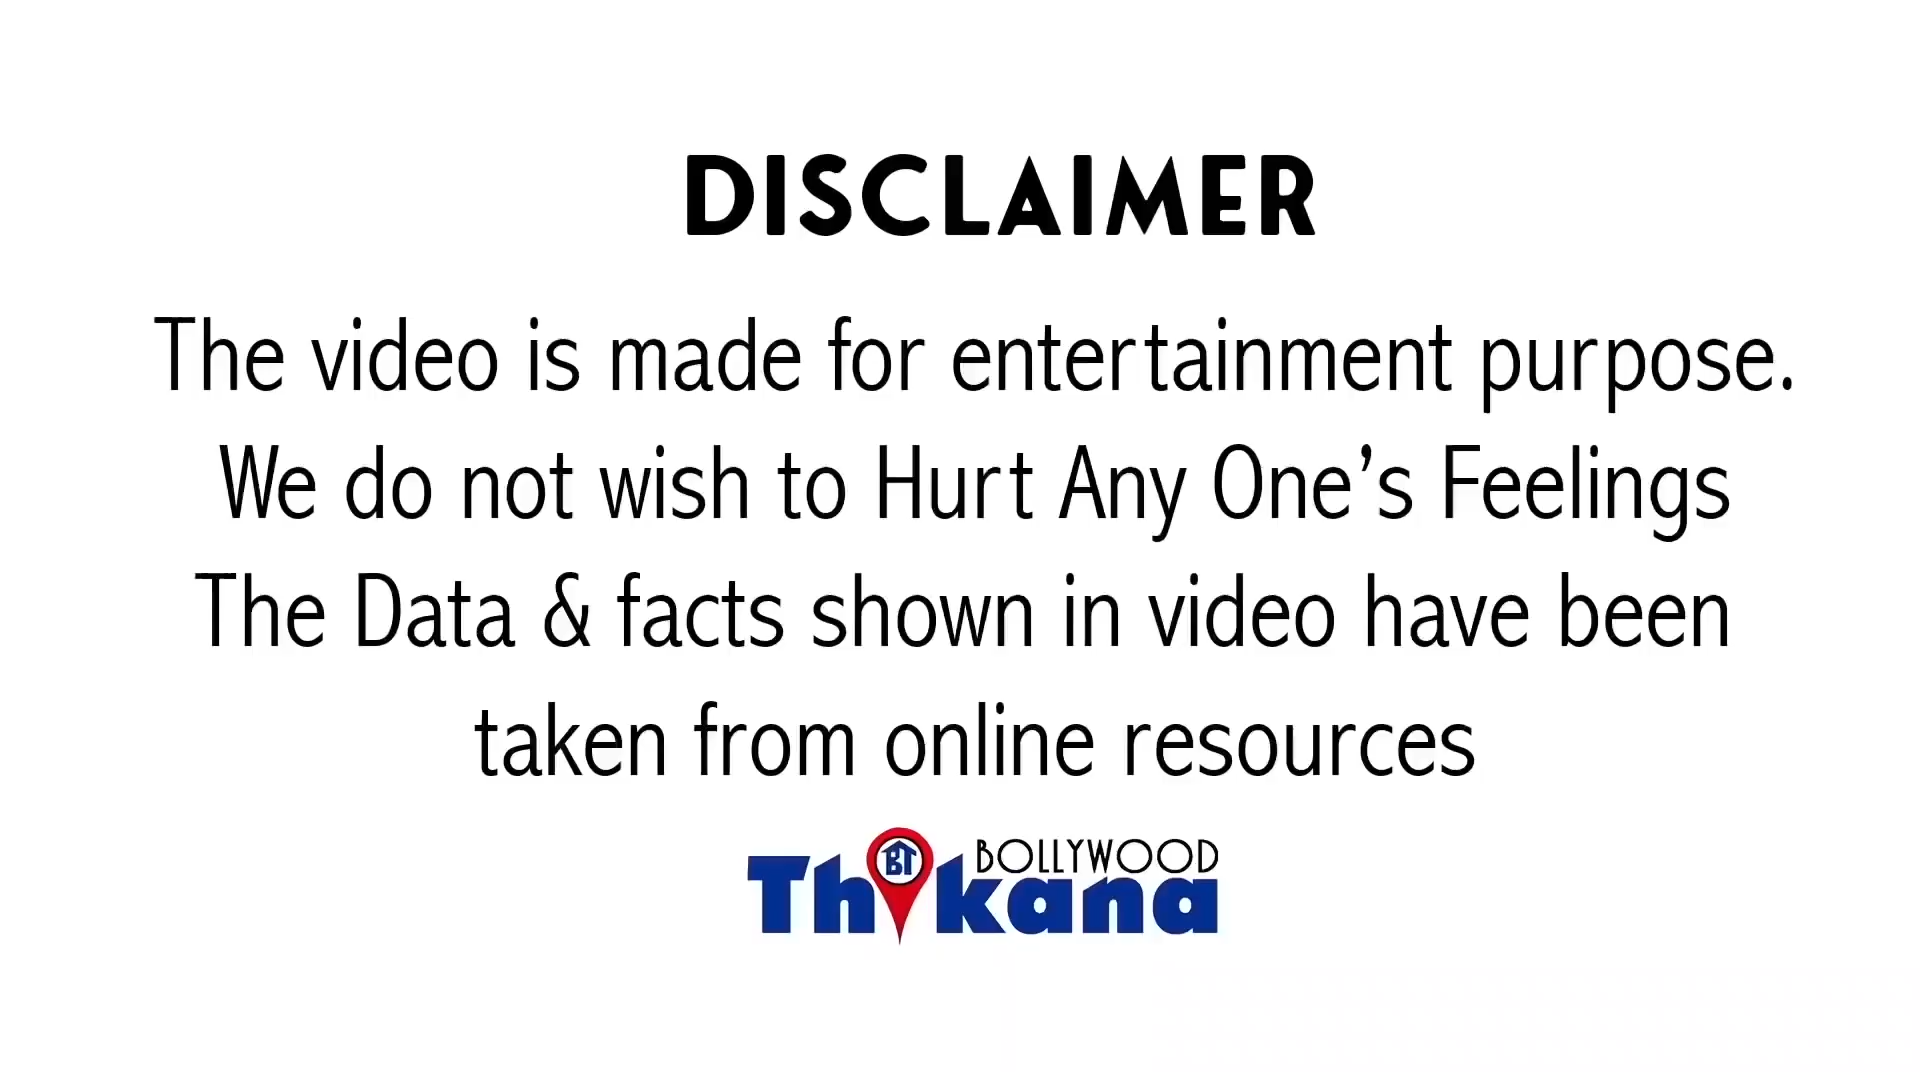 DISCLAIMER
The video is made for entertainment purpose.
We do not wish to Hurt Any One’s Feelings
The Data & facts shown in video have been
taken from online resources
BT
BOLLYWOOD
Thikana